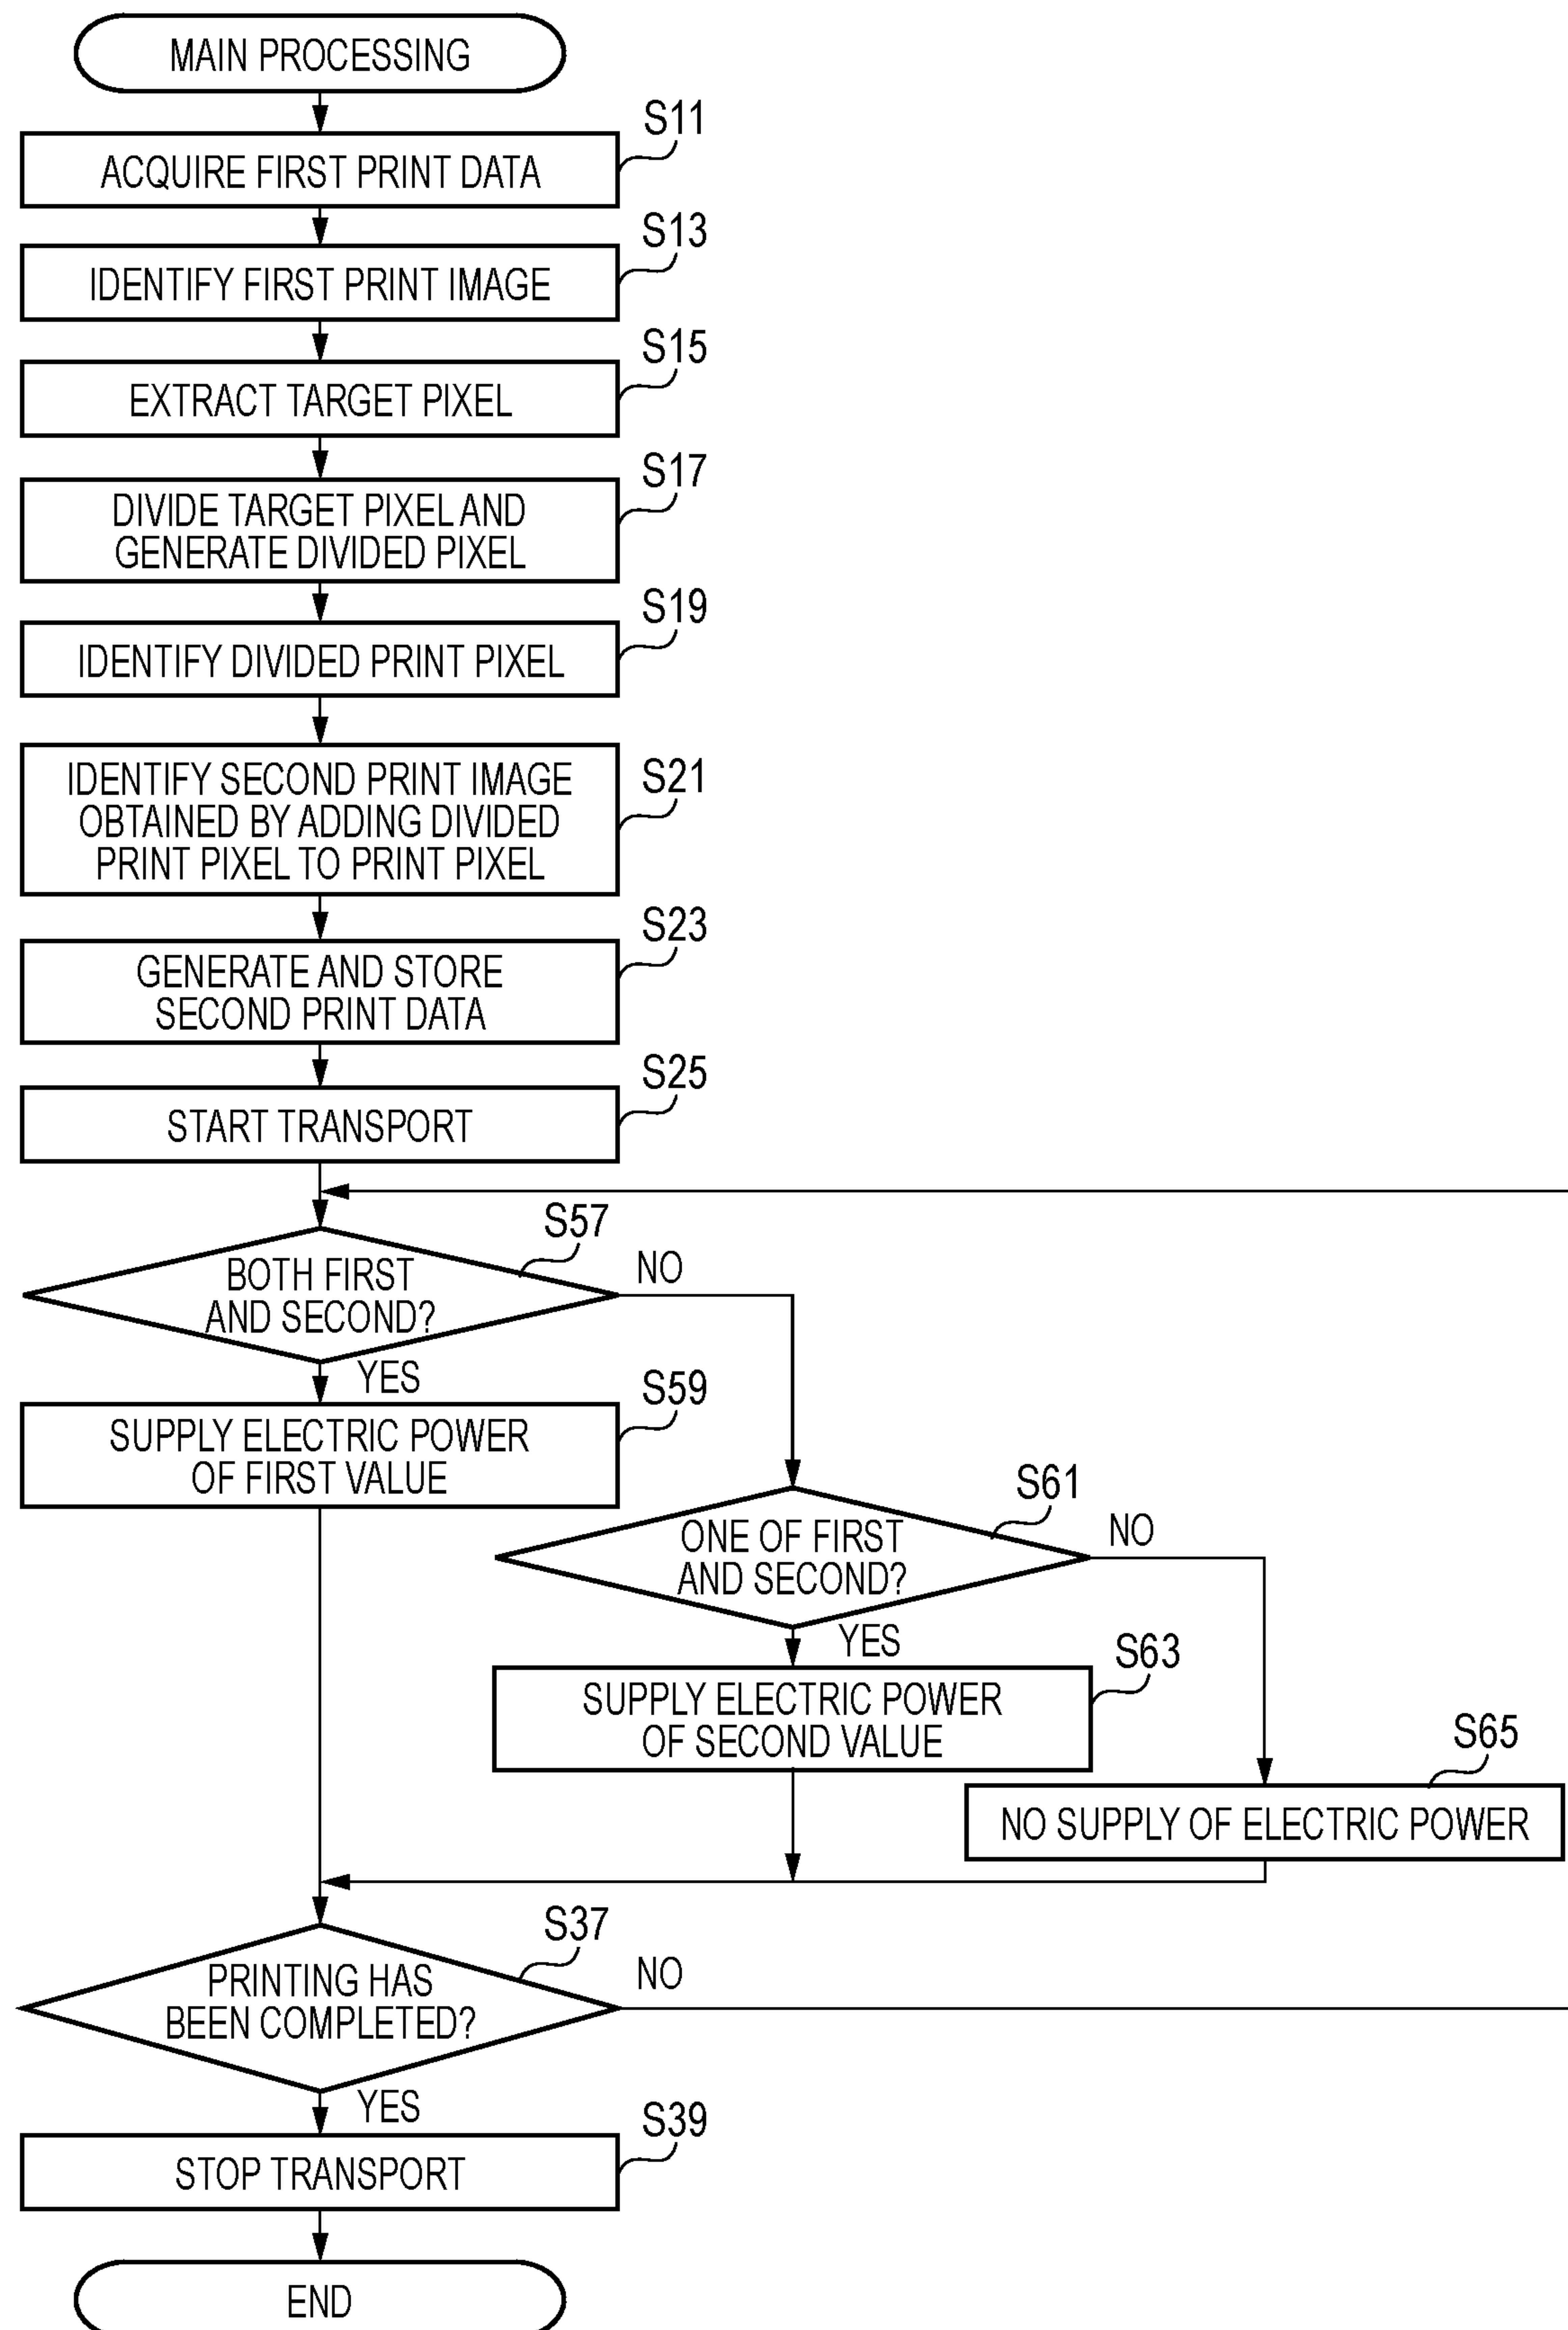 MAIN PROCESSING
S11
ACQUIRE FIRST PRINT DATA
S13
IDENTIFY FIRST PRINT IMAGE
S15
EXTRACT TARGET PIXEL
S17
DIVIDE TARGET PIXEL AND
GENERATE DIVIDED PIXEL
S19
IDENTIFY DIVIDED PRINT PIXEL
S21
IDENTIFY SECOND PRINT IMAGE
OBTAINED BY ADDING DIVIDED
PRINT PIXEL TO PRINT PIXEL
S23
GENERATE AND STORE
SECOND PRINT DATA
S25
START TRANSPORT
S57
BOTH FIRST
AND SECOND?
NO
YES
S59
SUPPLY ELECTRIC POWER
OF FIRST VALUE
S61
ONE OF FIRST
AND SECOND?
NO
YES
S63
SUPPLY ELECTRIC POWER
OF SECOND VALUE
S65
NO SUPPLY OF ELECTRIC POWER
S37
PRINTING HAS
BEEN COMPLETED?
NO
YES
S39
STOP TRANSPORT
END